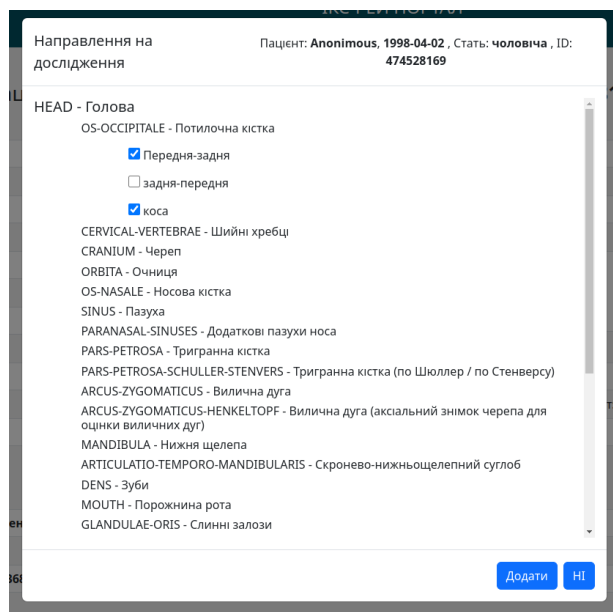 ІКС-РЕЙ ПОРТАЛ
Направлення на
дослідження
Пацієнт: Anonimous, 1998-04-02 , Стать: чоловіча , ID:
474528169
HEAD - Голова
OS-OCCIPITALE - Потилочна кістка
Передня-задня
задня-передня
коса
CERVICAL-VERTEBRAE - Шийні хребці
CRANIUM - Череп
ORBITA - Очниця
OS-NASALE - Носова кістка
SINUS - Пазуха
PARANASAL-SINUSES - Додаткові пазухи носа
PARS-PETROSA - Тригранна кістка
PARS-PETROSA-SCHULLER-STENVERS - Тригранна кістка (по Шюллер / по Стенверсу)
ARCUS-ZYGOMATICUS - Вилична дуга
ARCUS-ZYGOMATICUS-HENKELTOPF - Вилична дуга (аксіальний знімок черепа для
оцінки виличних дуг)
MANDIBULA - Нижня щелепа
ARTICULATIO-TEMPORO-MANDIBULARIS - Скронево-нижньощелепний суглоб
DENS - Зуби
MOUTH - Порожнина рота
GLANDULAE-ORIS - Слинні залози
Додати
НІ